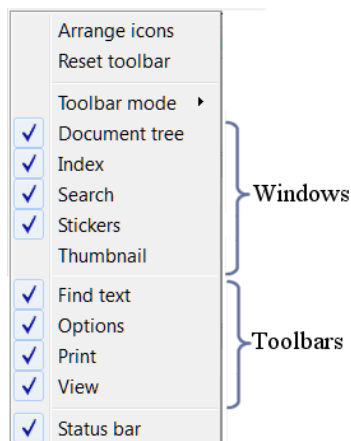 Arrange icons
Reset toolbar
Toolbar mode
Document tree
Index
Search
Stickers
Thumbnail
Windows
Find text
Options
Print
View
Toolbars
Status bar